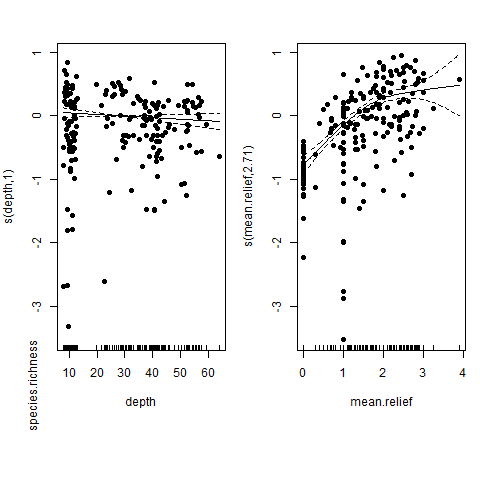 s(depth,1)
1
0
-1
-2
-3
10 20 30 40 50 60
depth
species.richness
s(mean.relief,2.71)
1
0
-1
-2
-3
0 1 2 3 4
mean.relief